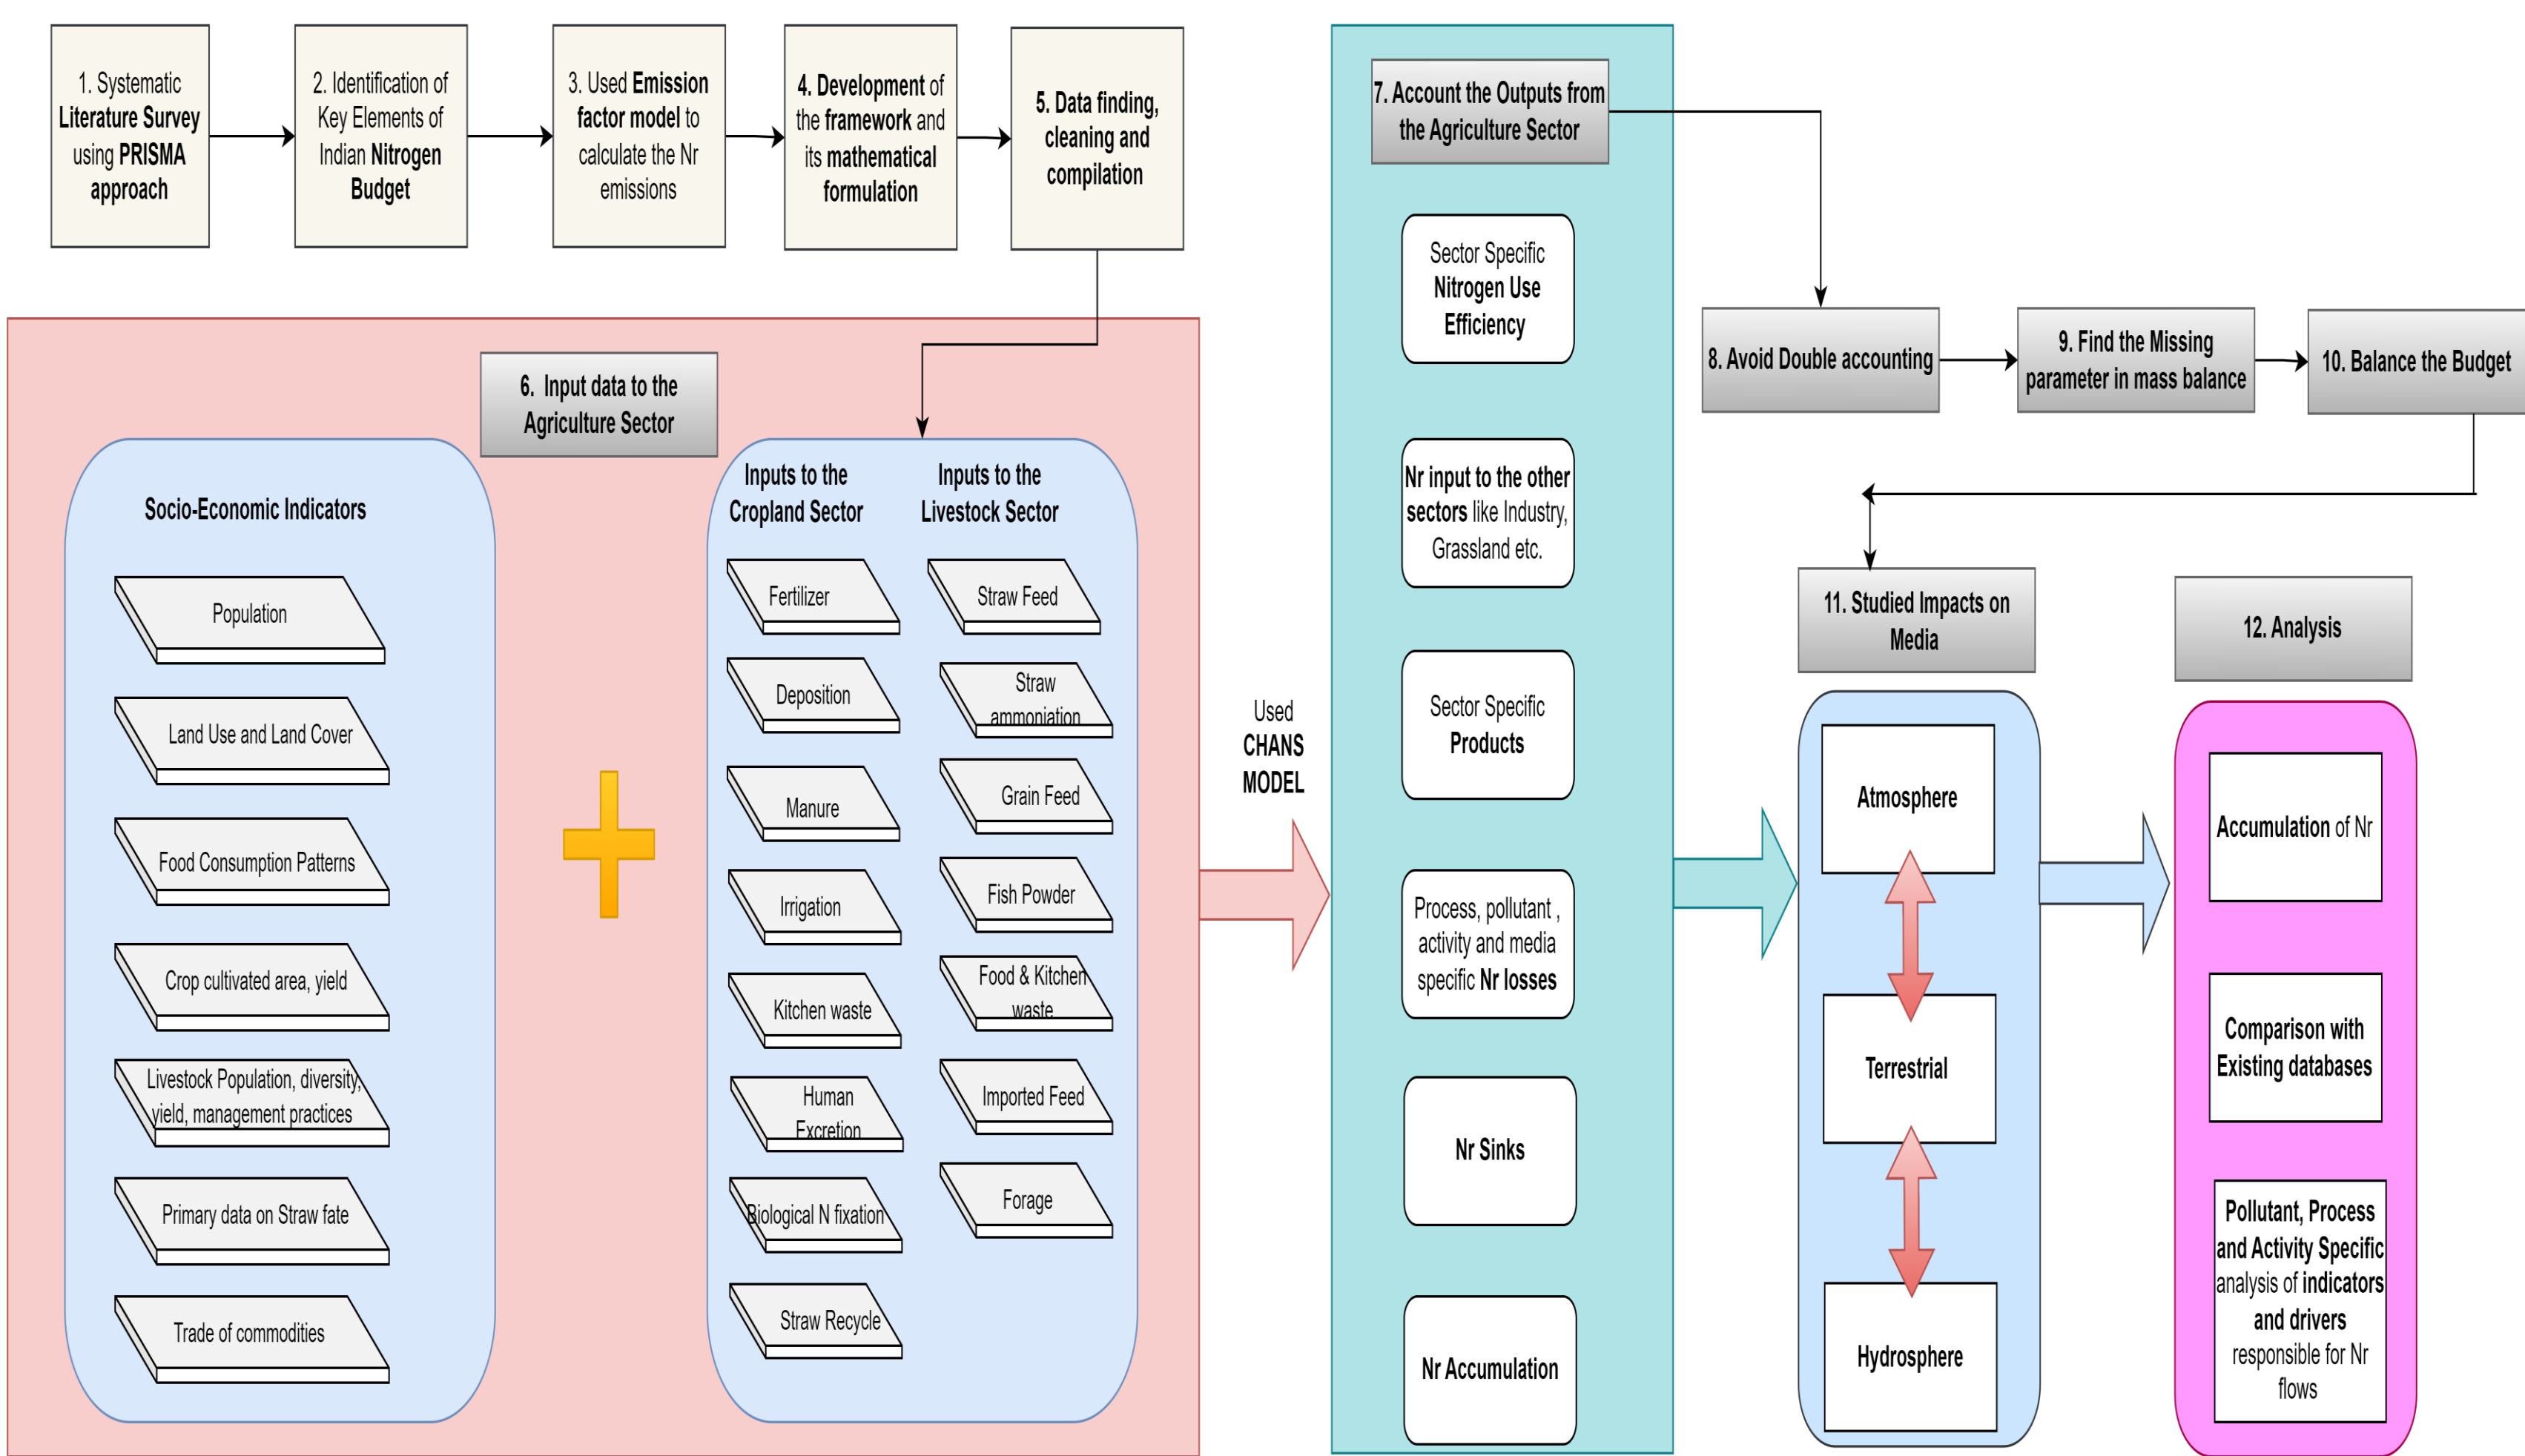 1. Systematic
Literature Survey
using PRISMA
approach
2. Identification of
Key Elements of
Indian Nitrogen
Budget
3. Used Emission
factor model to
calculate the Nr
emissions
4. Development of
the framework and
its mathematical
formulation
5. Data finding,
cleaning and
compilation
6. Input data to the
Agriculture Sector
Socio-Economic Indicators
Population
Land Use and Land Cover
Food Consumption Patterns
Crop cultivated area, yield
Livestock Population, diversity,
yield, management practices
Primary data on Straw fate
Trade of commodities
Inputs to the
Cropland Sector
Fertilizer
Deposition
Manure
Irrigation
Kitchen waste
Human
Excretion
Biological N fixation
Straw Recycle
Inputs to the
Livestock Sector
Straw Feed
Straw
ammoniation
Grain Feed
Fish Powder
Food & Kitchen
waste
Imported Feed
Forage
Used
CHANS
MODEL
7. Account the Outputs from
the Agriculture Sector
Sector Specific
Nitrogen Use
Efficiency
Nr input to the other
sectors like Industry,
Grassland etc.
Sector Specific
Products
Process, pollutant ,
activity and media
specific Nr losses
Nr Sinks
Nr Accumulation
8. Avoid Double accounting
9. Find the Missing
parameter in mass balance
10. Balance the Budget
11. Studied Impacts on
Media
Atmosphere
Terrestrial
Hydrosphere
12. Analysis
Accumulation of Nr
Comparison with
Existing databases
Pollutant, Process
and Activity Specific
analysis of indicators
and drivers
responsible for Nr
flows